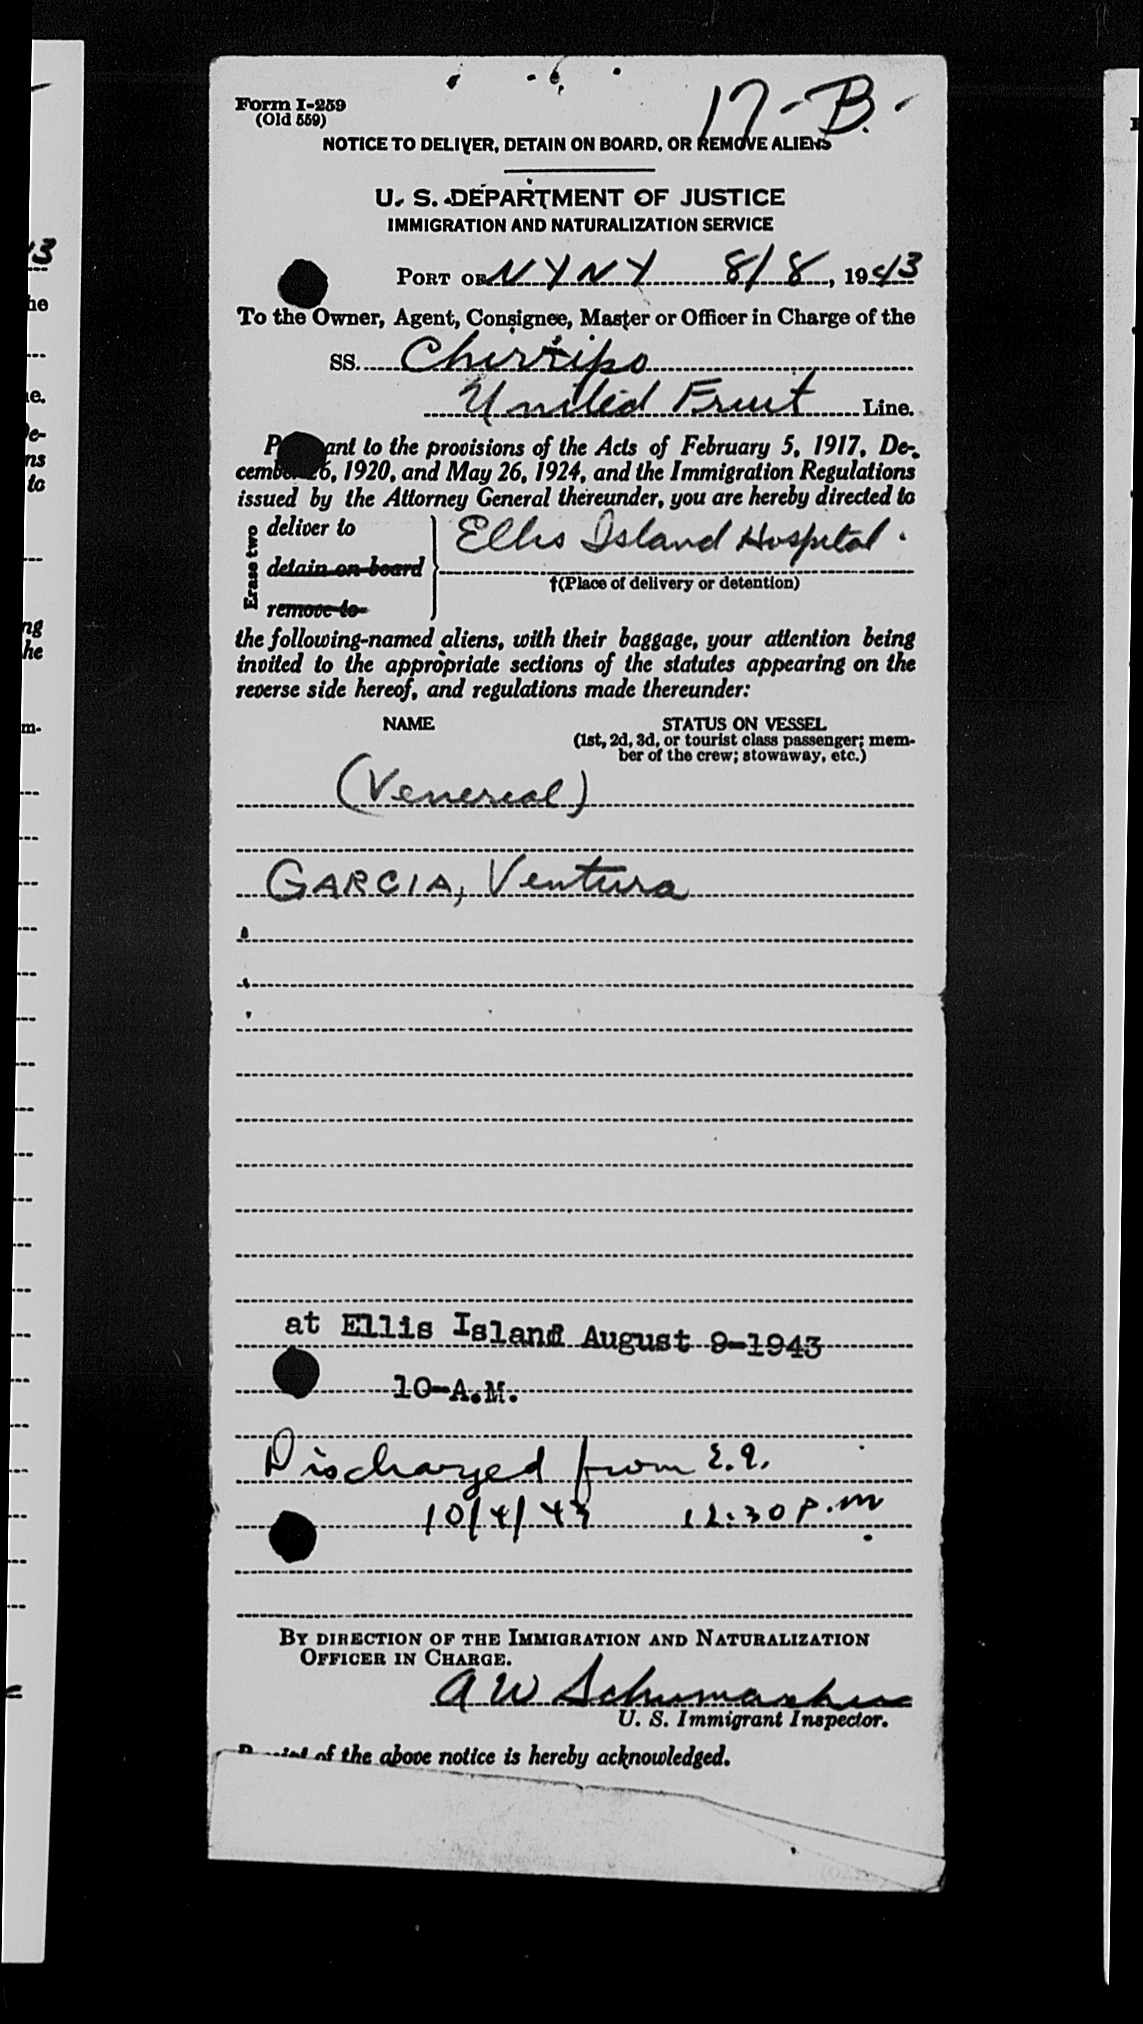 Form I-259
(Old 559)
17-B.
NOTICE TO DELIVER, DETAIN ON BOARD, OR REMOVE ALIENS
U. S. DEPARTMENT OF JUSTICE
IMMIGRATION AND NATURALIZATION SERVICE
PORT OF NYNY 8/8, 1943
To the Owner, Agent, Consignee, Master or Officer in Charge of the
SS. Chirripo
United Fruit Line.
ant to the provisions of the Acts of February 5, 1917, De-
cember 26, 1920, and May 26, 1924, and the Immigration Regulations
issued by the Attorney General thereunder, you are hereby directed to
Erase two
deliver to
Ellis Island Hospital.
detain on board
†(Place of delivery or detention)
remove to
the following-named aliens, with their baggage, your attention being
invited to the appropriate sections of the statutes appearing on the
reverse side hereof, and regulations made thereunder:
NAME STATUS ON VESSEL
(1st, 2d, 3d, or tourist class passenger; mem-
ber of the crew; stowaway, etc.)
(Venereal)
GARCIA, Ventura
at Ellis Island August 9-1943
10-A.M.
Discharged from E.I.
10/4/43 12:30 P.m
BY DIRECTION OF THE IMMIGRATION AND NATURALIZATION
OFFICER IN CHARGE.
A W Schumacher
U. S. Immigrant Inspector.
of the above notice is hereby acknowledged.